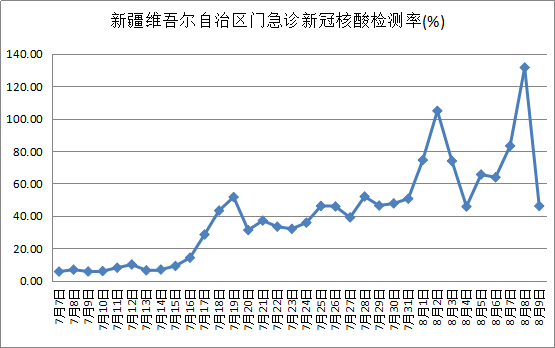 新疆维吾尔自治区门急诊新冠核酸检测率(%)
140.00
120.00
100.00
80.00
60.00
40.00
20.00
0.00
7月7日
7月8日
7月9日
7月10日
7月11日
7月12日
7月13日
7月14日
7月15日
7月16日
7月17日
7月18日
7月19日
7月20日
7月21日
7月22日
7月23日
7月24日
7月25日
7月26日
7月27日
7月28日
7月29日
7月30日
7月31日
8月1日
8月2日
8月3日
8月4日
8月5日
8月6日
8月7日
8月8日
8月9日